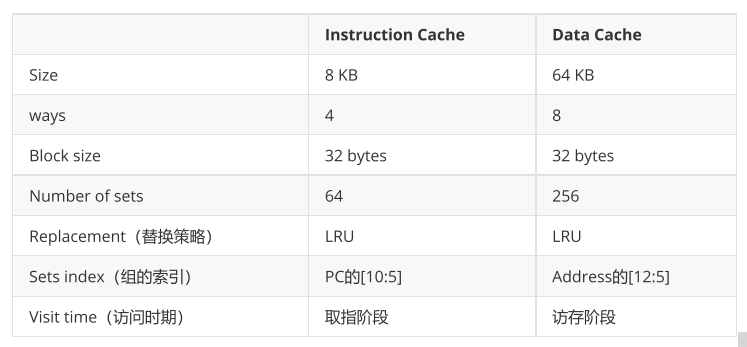 Instruction Cache Data Cache
Size 8 KB 64 KB
ways 4 8
Block size 32 bytes 32 bytes
Number of sets 64 256
Replacement（替换策略） LRU LRU
Sets index（组的索引） PC的[10:5] Address的[12:5]
Visit time（访问时期） 取指阶段 访存阶段